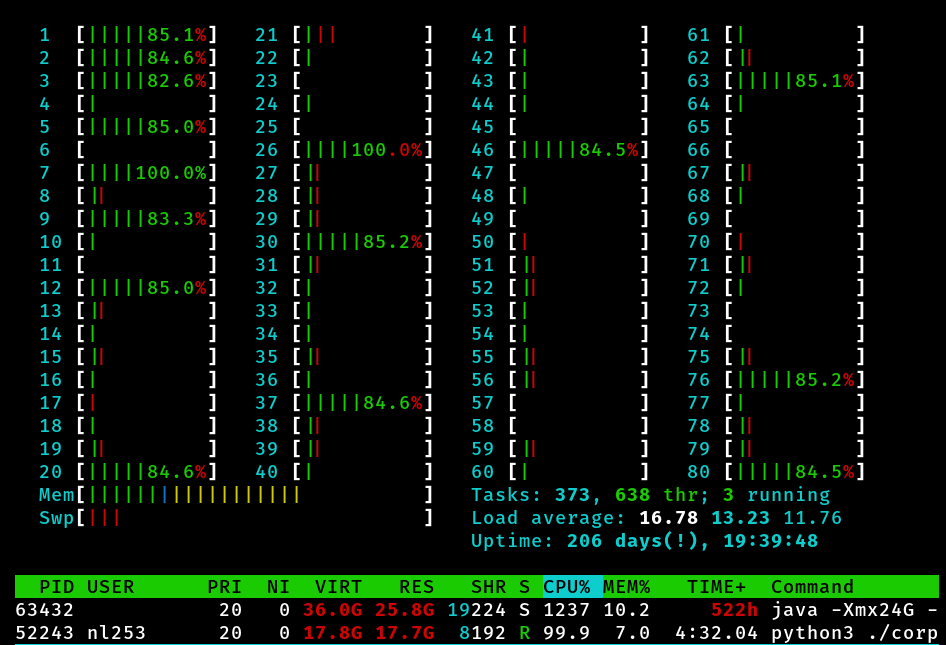 1 [|||||85.1%] 21 [||| ] 41 [| ] 61 [| ]
2 [|||||84.6%] 22 [| ] 42 [| ] 62 [|| ]
3 [|||||82.6%] 23 [ ] 43 [| ] 63 [|||||85.1%]
4 [| ] 24 [| ] 44 [| ] 64 [| ]
5 [|||||85.0%] 25 [ ] 45 [ ] 65 [ ]
6 [ ] 26 [||||100.0%] 46 [|||||84.5%] 66 [ ]
7 [||||100.0%] 27 [|| ] 47 [ ] 67 [|| ]
8 [|| ] 28 [|| ] 48 [| ] 68 [| ]
9 [|||||83.3%] 29 [|| ] 49 [ ] 69 [ ]
10 [| ] 30 [|||||85.2%] 50 [| ] 70 [| ]
11 [ ] 31 [|| ] 51 [|| ] 71 [|| ]
12 [|||||85.0%] 32 [| ] 52 [|| ] 72 [| ]
13 [|| ] 33 [| ] 53 [| ] 73 [ ]
14 [| ] 34 [| ] 54 [| ] 74 [ ]
15 [|| ] 35 [|| ] 55 [|| ] 75 [|| ]
16 [| ] 36 [| ] 56 [|| ] 76 [|||||85.2%]
17 [| ] 37 [|||||84.6%] 57 [ ] 77 [| ]
18 [| ] 38 [|| ] 58 [ ] 78 [|| ]
19 [|| ] 39 [|| ] 59 [|| ] 79 [|| ]
20 [|||||84.6%] 40 [| ] 60 [| ] 80 [|||||84.5%]
Mem[|||||||||||||||||| ] Tasks: 373, 638 thr; 3 running
Swp[||| ] Load average: 16.78 13.23 11.76
Uptime: 206 days(!), 19:39:48
PID USER PRI NI VIRT RES SHR S CPU% MEM% TIME+ Command
63432 20 0 36.0G 25.8G 19224 S 1237 10.2 522h java -Xmx24G -
52243 nl253 20 0 17.8G 17.7G 8192 R 99.9 7.0 4:32.04 python3 ./corp